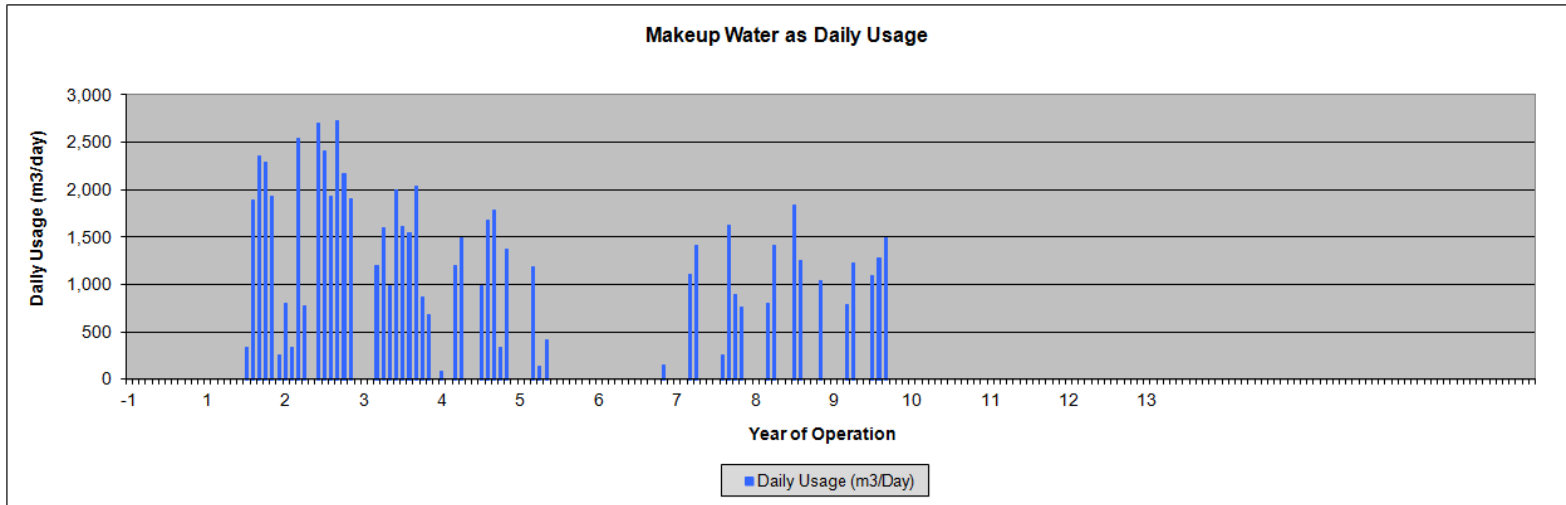 Makeup Water as Daily Usage
3,000
2,500
2,000
1,500
1,000
500
0
Daily Usage (m3/day)
-1 1 2 3 4 5 6 7 8 9 10 11 12 13
Year of Operation
Daily Usage (m3/Day)